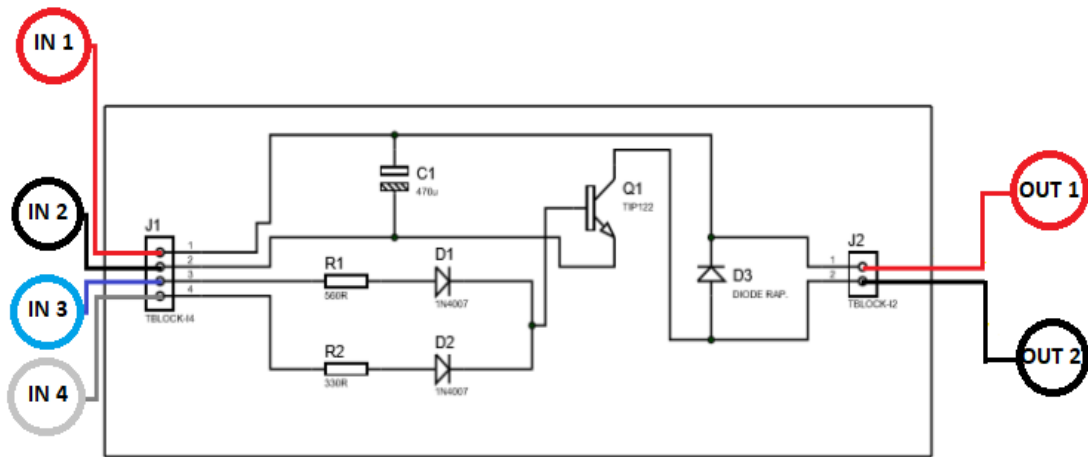 IN 1
IN 2
IN 3
IN 4
J1
1
2
3
4
TBLOCK-I4
C1
470u
R1
560R
D1
1N4007
R2
330R
D2
1N4007
Q1
TIP122
D3
DIODE RAP.
J2
1
2
TBLOCK-I2
OUT 1
OUT 2